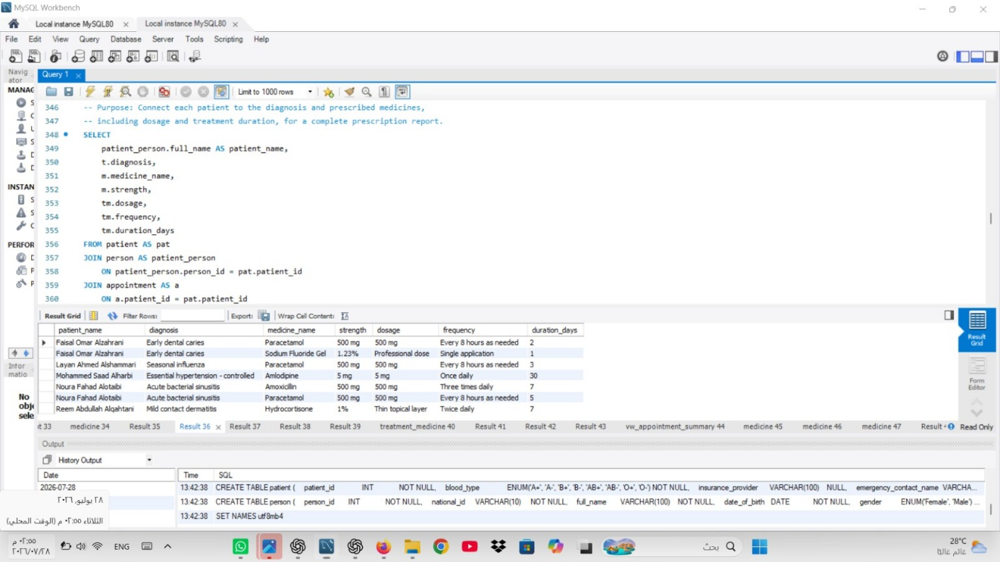 MySQL Workbench
Local instance MySQL80 × Local instance MySQL80 ×
File Edit View Query Database Server Tools Scripting Help
Navig
ator
Query 1 ×
MANAG
Limit to 1000 rows
346 -- Purpose: Connect each patient to the diagnosis and prescribed medicines,
347 -- including dosage and treatment duration, for a complete prescription report.
348 SELECT
349 patient_person.full_name AS patient_name,
350 t.diagnosis,
351 m.medicine_name,
352 m.strength,
353 tm.dosage,
354 tm.frequency,
355 tm.duration_days
356 FROM patient AS pat
357 JOIN person AS patient_person
358 ON patient_person.person_id = pat.patient_id
359 JOIN appointment AS a
360 ON a.patient_id = pat.patient_id
INSTAN
PERFOR
Infor
matio
No
obje
sele
Result Grid Filter Rows: Export: Wrap Cell Content:
patient_name diagnosis medicine_name strength dosage frequency duration_days
Faisal Omar Alzahrani Early dental caries Paracetamol 500 mg 500 mg Every 8 hours as needed 2
Faisal Omar Alzahrani Early dental caries Sodium Fluoride Gel 1.23% Professional dose Single application 1
Layan Ahmed Alshammari Seasonal influenza Paracetamol 500 mg 500 mg Every 8 hours as needed 3
Mohammed Saad Alharbi Essential hypertension - controlled Amlodipine 5 mg 5 mg Once daily 30
Noura Fahad Alotaibi Acute bacterial sinusitis Amoxicillin 500 mg 500 mg Three times daily 7
Noura Fahad Alotaibi Acute bacterial sinusitis Paracetamol 500 mg 500 mg Every 8 hours as needed 5
Reem Abdullah Alqahtani Mild contact dermatitis Hydrocortisone 1% Thin topical layer Twice daily 7
Result
Grid
Form
Editor
t 33 medicine 34 Result 35 Result 36 × Result 37 Result 38 Result 39 treatment_medicine 40 Result 41 Result 42 Result 43 vw_appointment_summary 44 medicine 45 medicine 46 medicine 47 Result Read Only
Output
History Output
Date Time SQL
2026-07-28 13:42:38 CREATE TABLE patient ( patient_id INT NOT NULL, blood_type ENUM('A+', 'A-', 'B+', 'B-', 'AB+', 'AB-', 'O+', 'O-') NOT NULL, insurance_provider VARCHAR(100) NULL, emergency_contact_name VARCHA...
13:42:38 CREATE TABLE person ( person_id INT NOT NULL, national_id VARCHAR(10) NOT NULL, full_name VARCHAR(100) NOT NULL, date_of_birth DATE NOT NULL, gender ENUM('Female', 'Male') ...
13:42:38 SET NAMES utf8mb4
٢٨ يوليو، ٢٠٢٦
الثلاثاء ٠٢:٥٥ م (الوقت المحلي)
٠٢:٥٥ م
٢٠٢٦/٠٧/٢٨
ENG
بحث
28°C
غائم غالبًا